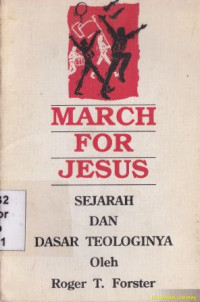 MARCH
FOR
JESUS
SEJARAH
DAN
DASAR TEOLOGINYA
Oleh
Roger T. Forster